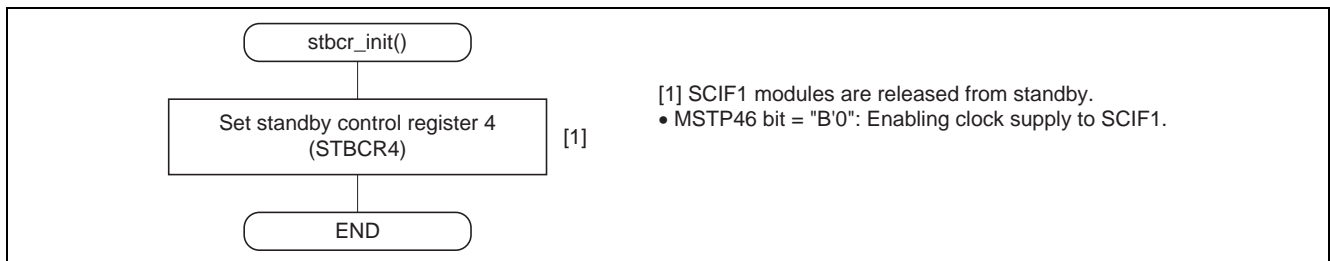 stbcr_init()
Set standby control register 4
(STBCR4)
[1]
END
[1] SCIF1 modules are released from standby.
• MSTP46 bit = "B'0": Enabling clock supply to SCIF1.